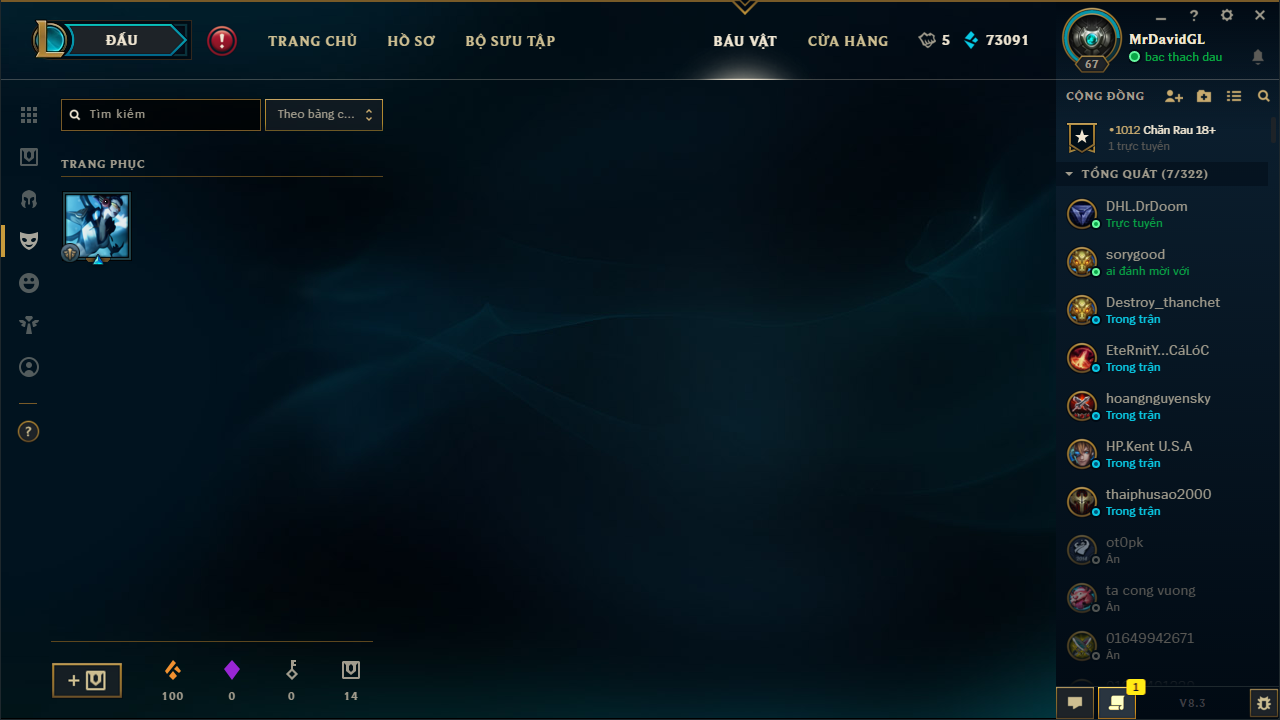 ĐẤU
TRANG CHỦ
HỒ SƠ
BỘ SƯU TẬP
BÁU VẬT
CỬA HÀNG
5
73091
67
MrDavidGL
bac thach dau
CỘNG ĐỒNG
Tìm kiếm
Theo bảng c...
•1012 Chăn Rau 18+
1 trực tuyến
TRANG PHỤC
TỔNG QUÁT (7/322)
DHL.DrDoom
Trực tuyến
sorygood
ai đánh mời với
Destroy_thanchet
Trong trận
EteRnitY...CáLóC
Trong trận
hoangnguyensky
Trong trận
HP.Kent U.S.A
Trong trận
thaiphusao2000
Trong trận
ot0pk
Ẩn
ta cong vuong
Ẩn
01649942671
Ẩn
100
0
0
14
1
V8.3